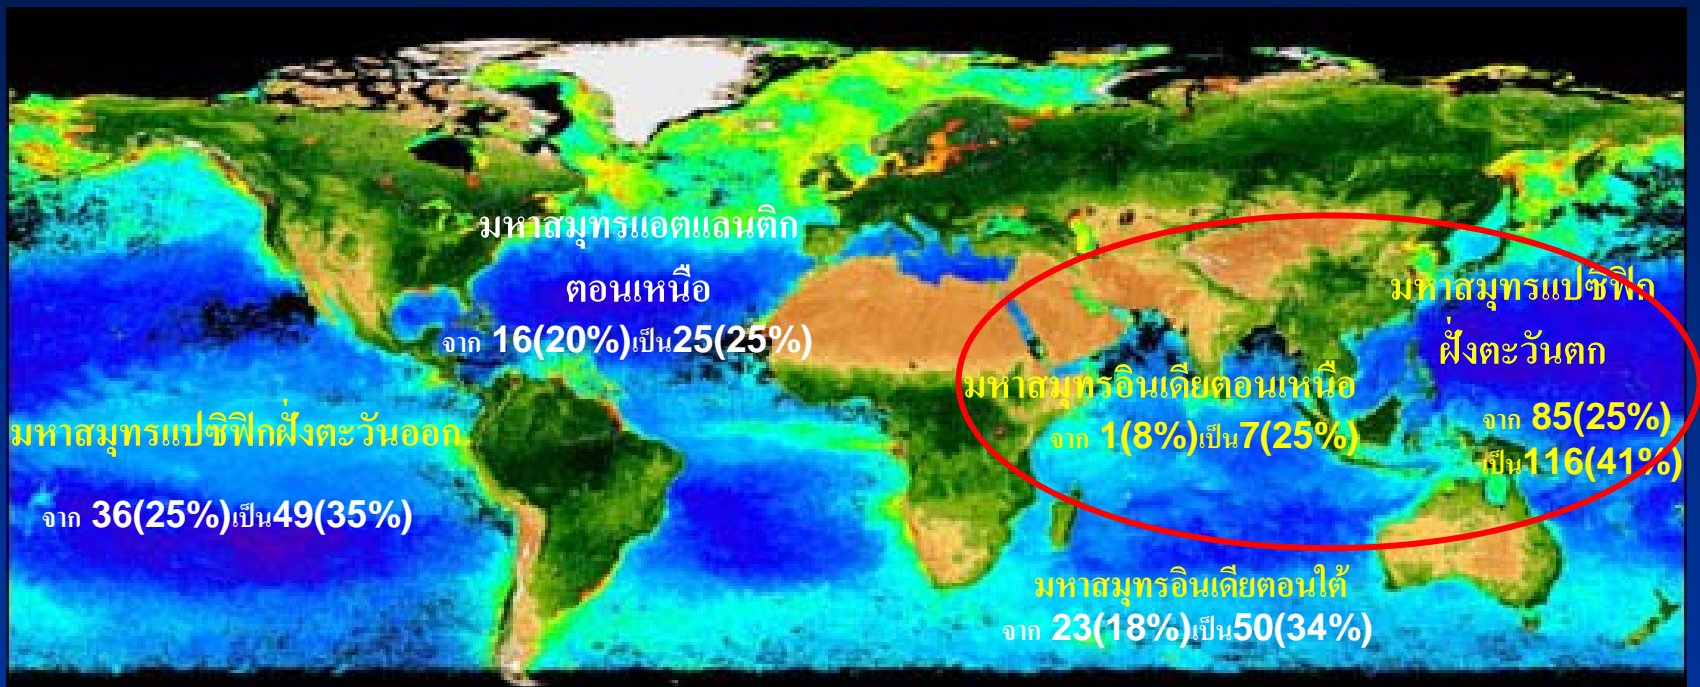 มหาสมุทรแอตแลนติก
ตอนเหนือ
จาก 16(20%)เป็น25(25%)
มหาสมุทรแปซิฟิก
ฝั่งตะวันตก
จาก 85(25%)
เป็น116(41%)
มหาสมุทรอินเดียตอนเหนือ
จาก 1(8%)เป็น7(25%)
มหาสมุทรแปซิฟิกฝั่งตะวันออก
จาก 36(25%)เป็น49(35%)
มหาสมุทรอินเดียตอนใต้
จาก 23(18%)เป็น50(34%)